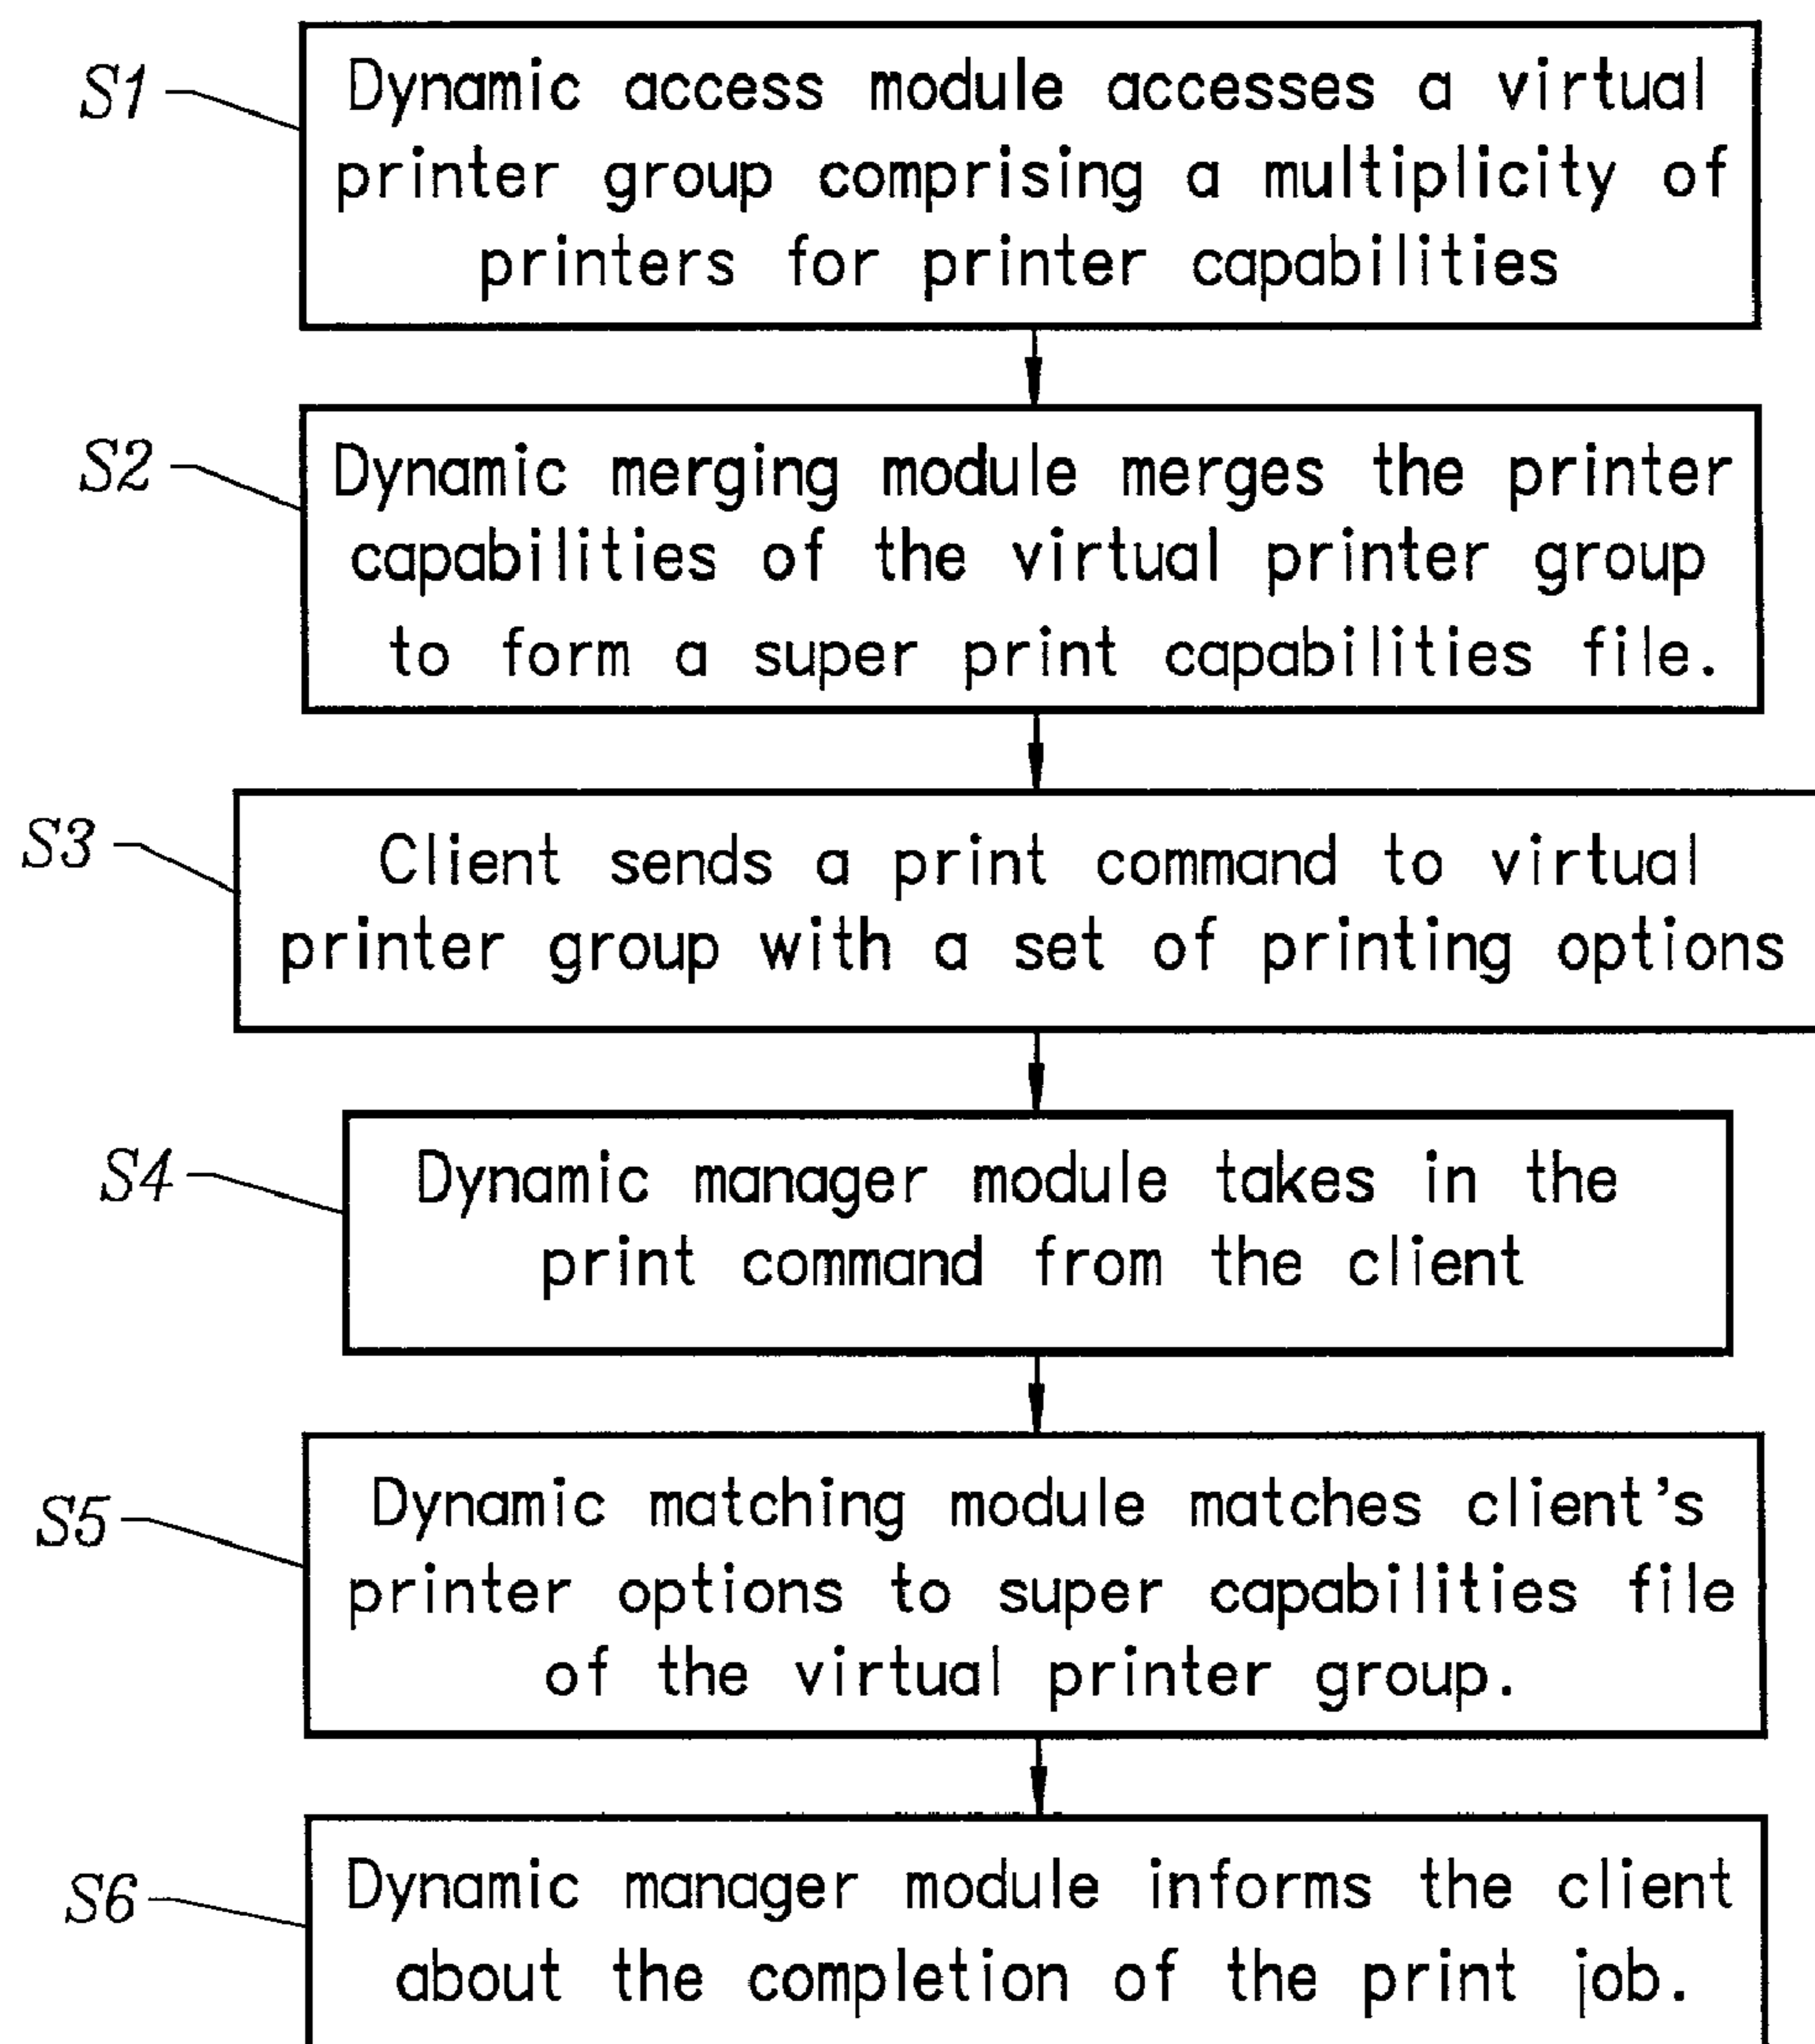 S1
Dynamic access module accesses a virtual
printer group comprising a multiplicity of
printers for printer capabilities
S2
Dynamic merging module merges the printer
capabilities of the virtual printer group
to form a super print capabilities file.
S3
Client sends a print command to virtual
printer group with a set of printing options
S4
Dynamic manager module takes in the
print command from the client
S5
Dynamic matching module matches client's
printer options to super capabilities file
of the virtual printer group.
S6
Dynamic manager module informs the client
about the completion of the print job.